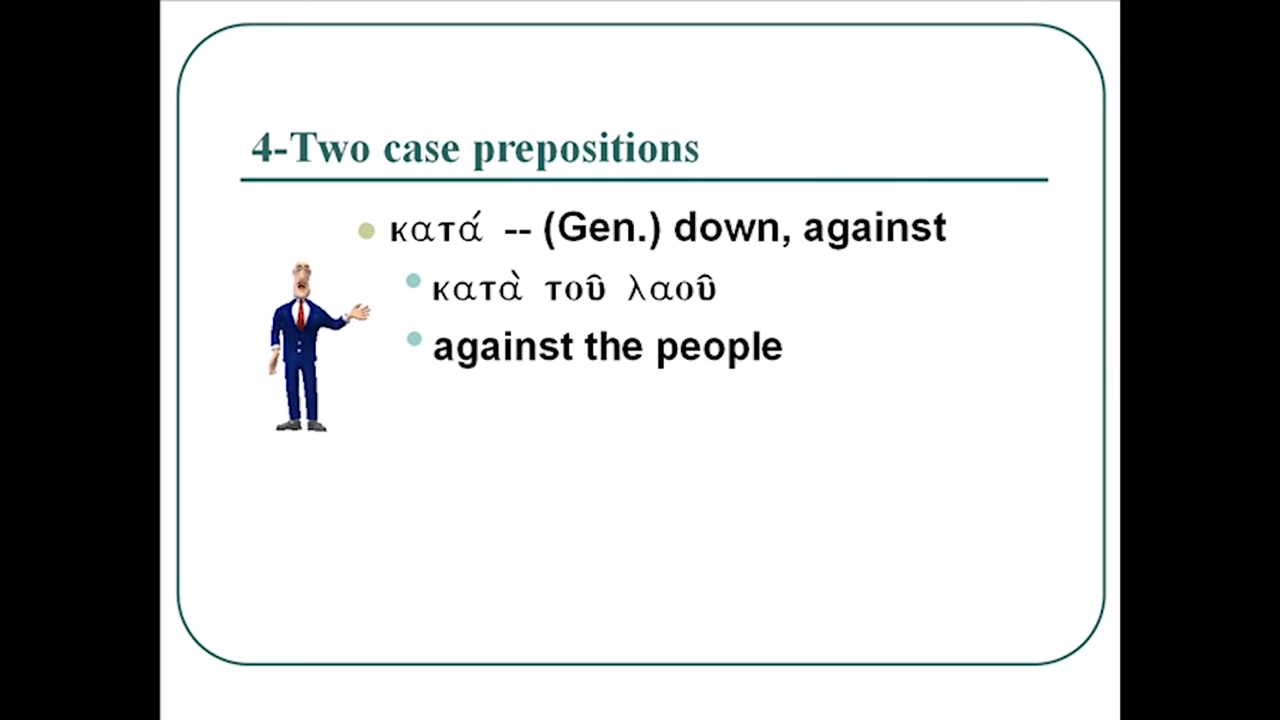 4-Two case prepositions
κατά -- (Gen.) down, against
κατὰ τοῦ λαοῦ
against the people